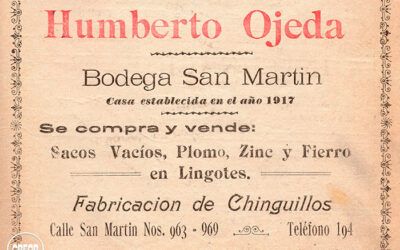 Humberto Ojeda
Bodega San Martin
Casa establecida en el año 1917
Se compra y vende:
Sacos Vacíos, Plomo, Zinc y Fierro
en Lingotes.
Fabricacion de Chinguillos
Calle San Martin Nos. 963 - 969 Teléfono 194